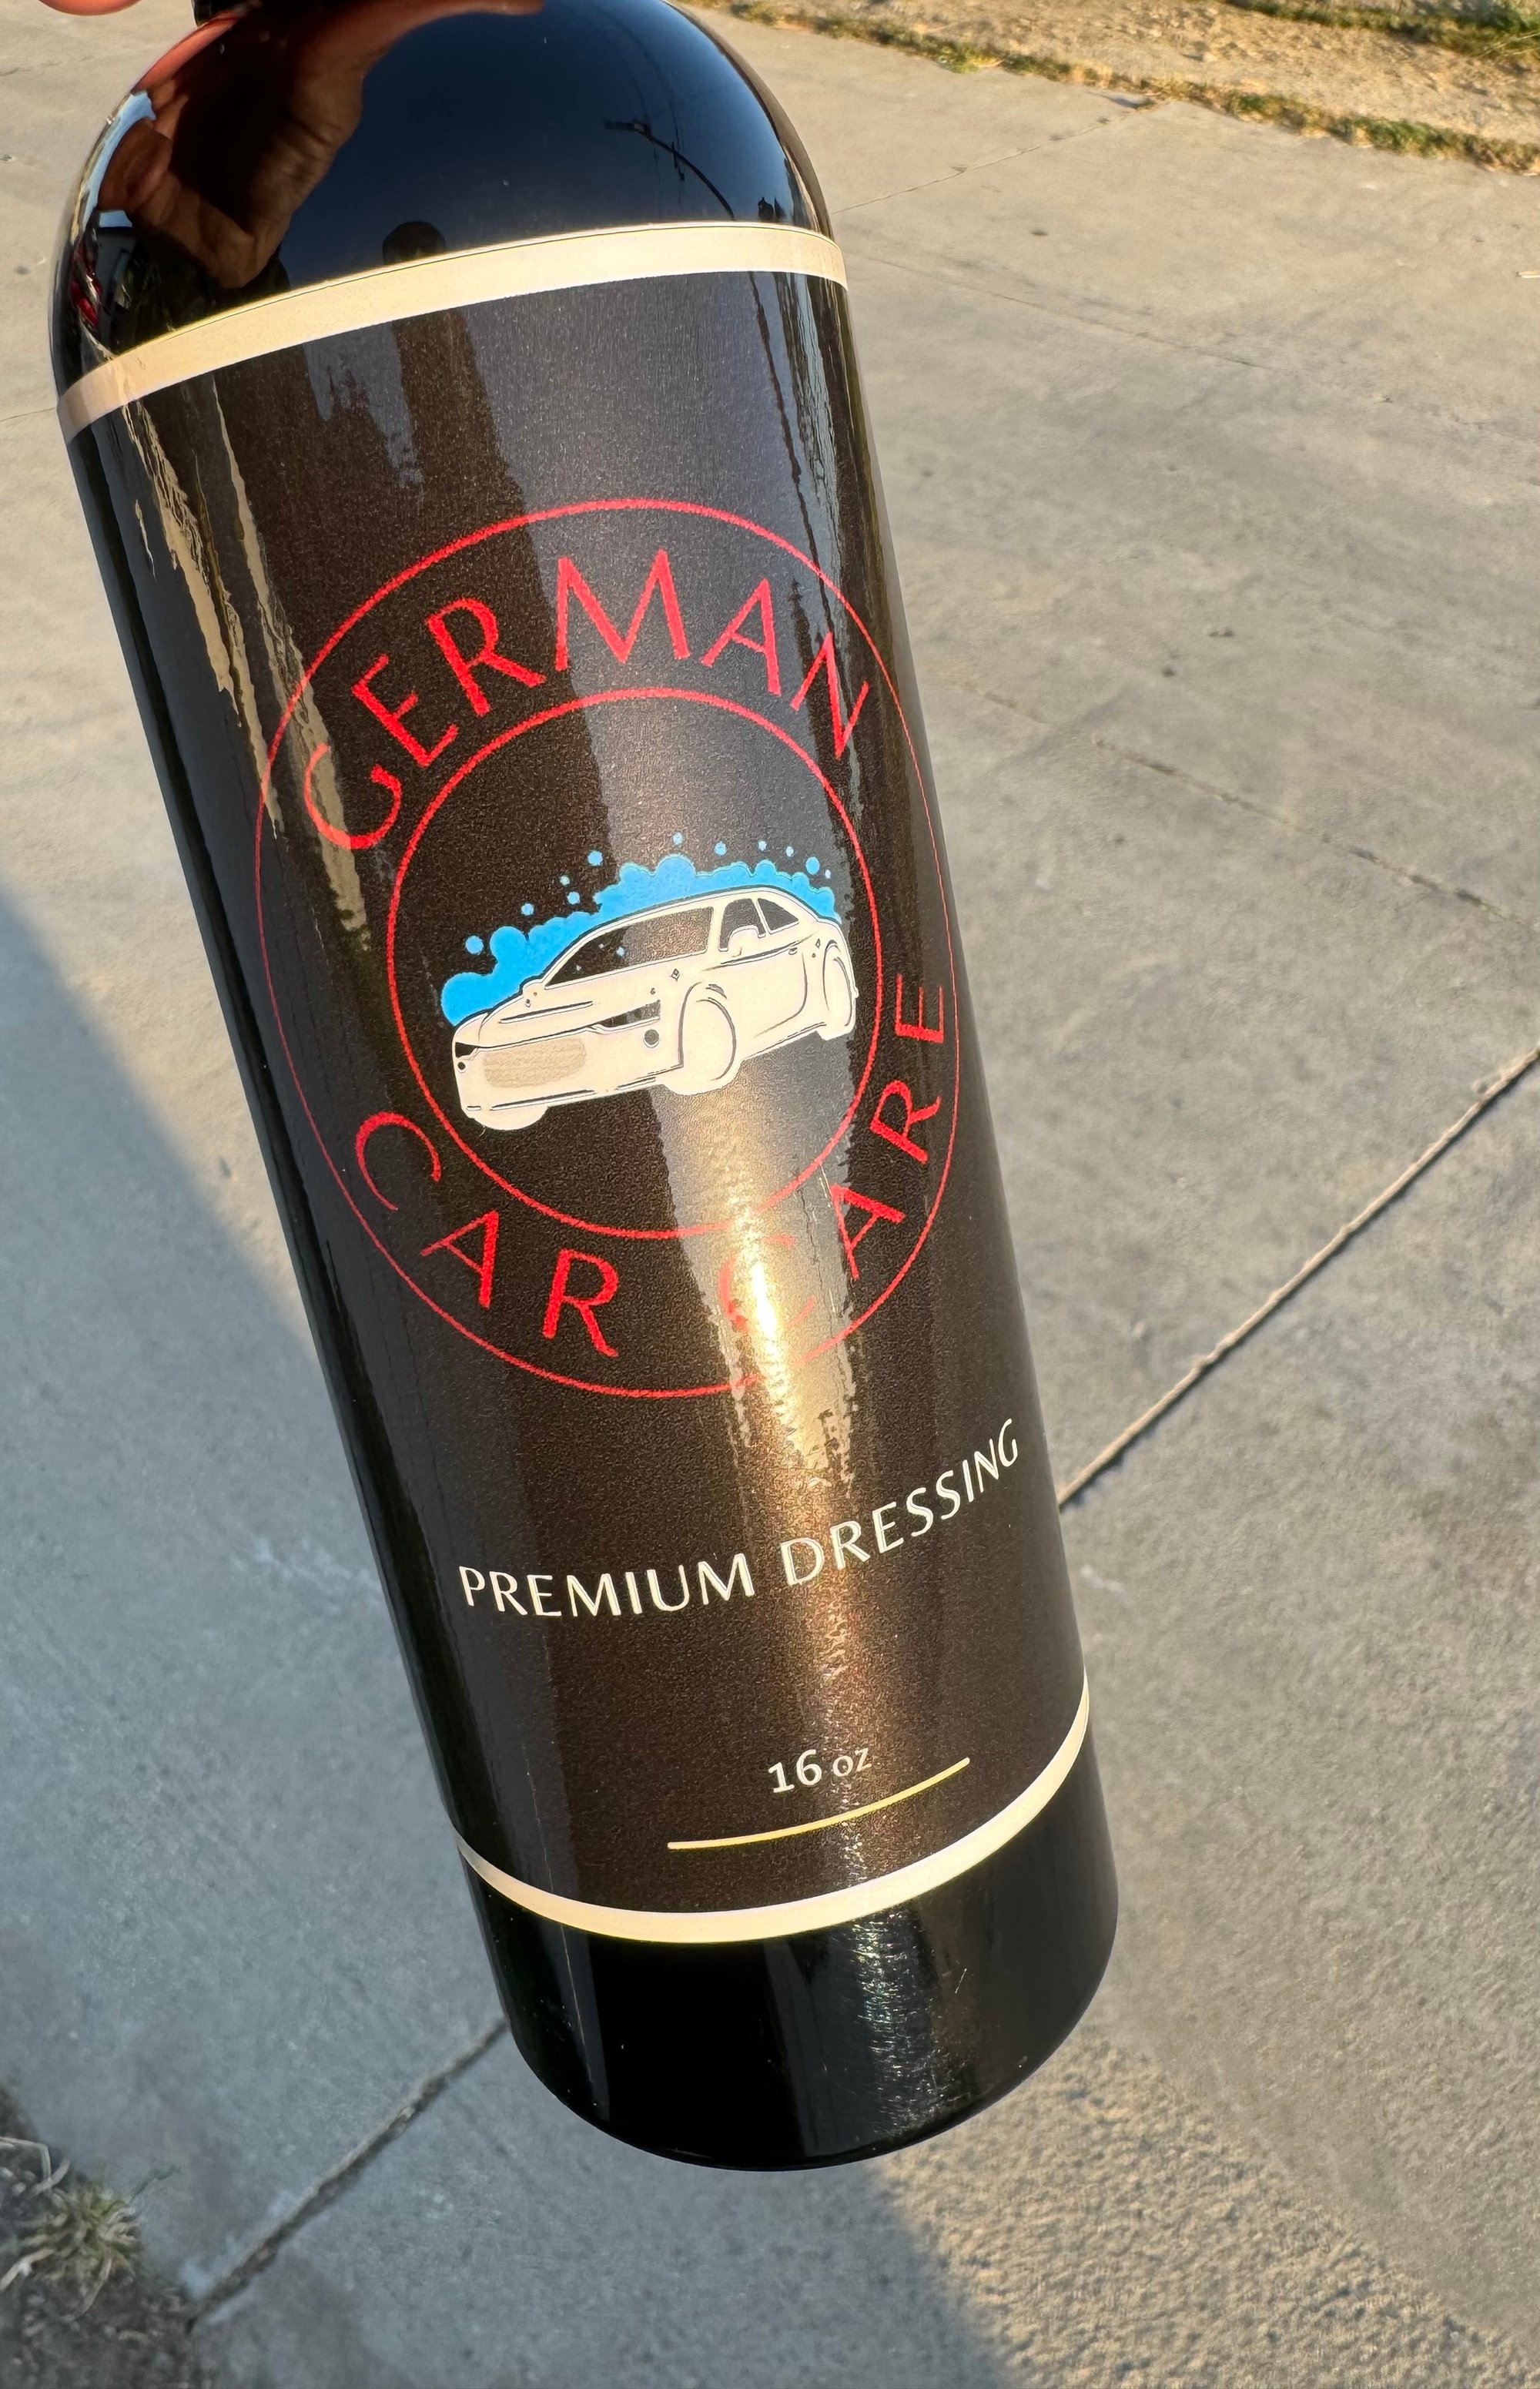 GERMAN
CAR CARE
PREMIUM DRESSING
16 oz